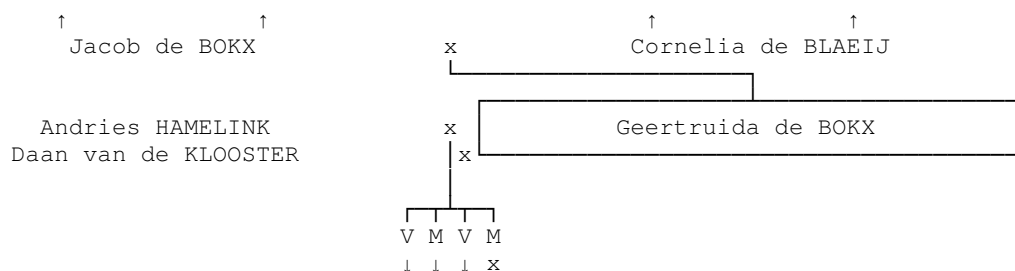 ↑ ↑ ↑ ↑
Jacob de BOKX x Cornelia de BLAEIJ
Andries HAMELINK x Geertruida de BOKX
Daan van de KLOOSTER x
V M V M
⊥ ⊥ ⊥ x